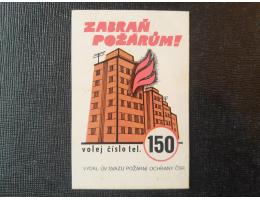 ZABRAŇ
POŽÁRŮM!
volej číslo tel. 150
VYDAL ÚV SVAZU POŽÁRNÍ OCHRANY ČSR